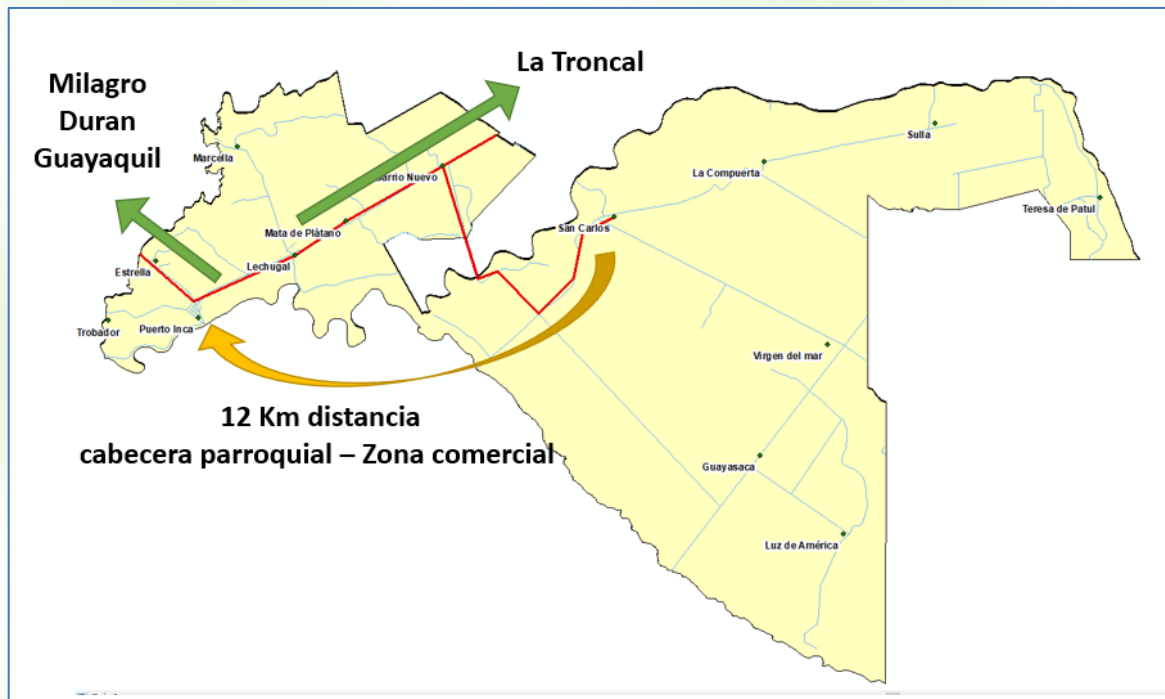 La Troncal
Milagro
Duran
Guayaquil
Marcella
Barrio Nuevo
Mata de Plátano
Lechugal
Estrella
Trobador
Puerto Inca
San Carlos
La Compuerta
Sulla
Teresa de Patul
Virgen del mar
Guayasaca
Luz de América
12 Km distancia
cabecera parroquial – Zona comercial